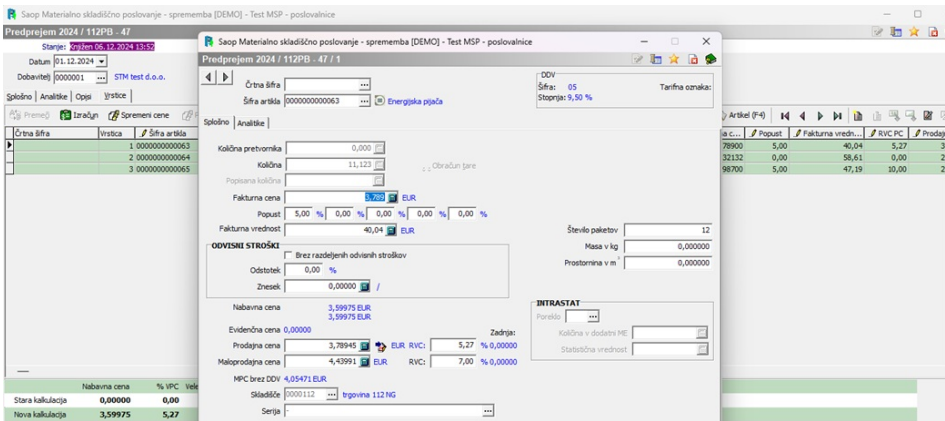 Saop Materialno skladiščno poslovanje - sprememba [DEMO] - Test MSP - poslovalnice
Predprejem 2024 / 112PB - 47
Stanje: Knjižen 06.12.2024 13:52
Datum 01.12.2024
Dobavitelj 0000001 ... STM test d.o.o.
Splošno Analitike Opisi Vrstice
Premeči Izračun Spremeni cene Artikel (F4)
Črtna šifra Vrstica Šifra artikla Popust Fakturna vredn... RVC PC Prodaj
1 0000000000063 78900 5,00 40,04 5,27
2 0000000000064 32132 0,00 58,61 0,00
3 0000000000065 98700 5,00 47,19 10,00
Nabavna cena % VPC Vele
Stara kalkulacija 0,00000 0,00
Nova kalkulacija 3,59975 5,27
Saop Materialno skladiščno poslovanje - sprememba [DEMO] - Test MSP - poslovalnice
Predprejem 2024 / 112PB - 47 / 1
Črtna šifra ...
Šifra artikla 0000000000063 ... Energijska pijača
DDV
Šifra: 05 Tarifna oznaka:
Stopnja: 9,50 %
Splošno Analitike
Količina pretvornika 0,000
Količina 11,123 Obračun tare
Popisana količina
Fakturna cena 3,789 EUR
Popust 5,00 % 0,00 % 0,00 % 0,00 % 0,00 %
Fakturna vrednost 40,04 EUR
Število paketov 12
Masa v kg 0,000000
Prostornina v m³ 0,000000
ODVISNI STROŠKI
Brez razdeljenih odvisnih stroškov
Odstotek 0,00 %
Znesek 0,00000 /
Nabavna cena 3,59975 EUR
3,59975 EUR
Evidenčna cena 0,00000 Zadnja:
Prodajna cena 3,78945 EUR RVC: 5,27 % 0,00000
Maloprodajna cena 4,43991 EUR RVC: 7,00 % 0,00000
MPC brez DDV 4,05471 EUR
Skladišče 0000112 ... trgovina 112 NG
Serija - ...
INTRASTAT
Poreklo ...
Količina v dodatni ME
Statistična vrednost